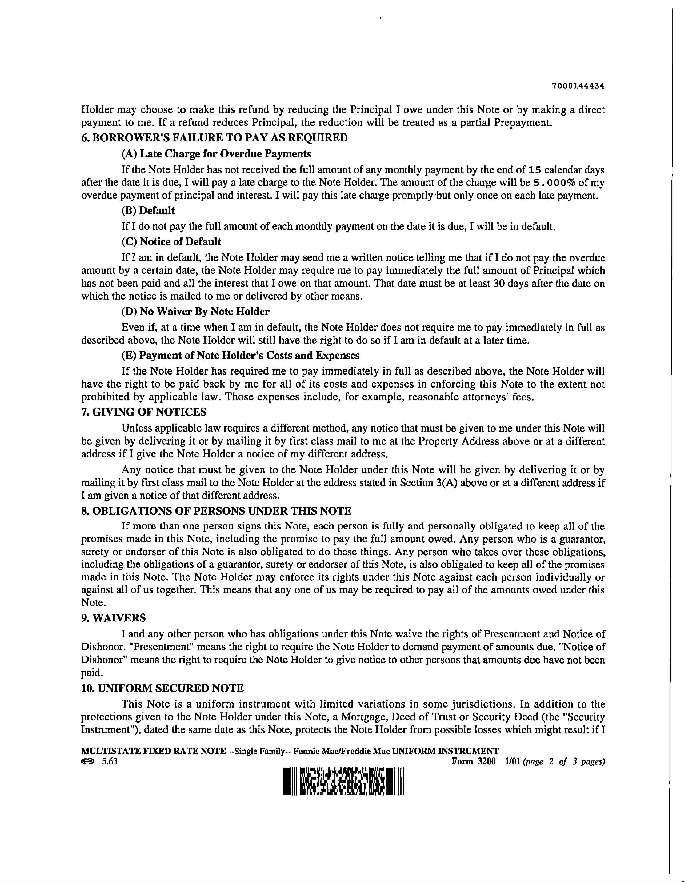 7000144434
Holder may choose to make this refund by reducing the Principal I owe under this Note or by making a direct
payment to me. If a refund reduces Principal, the reduction will be treated as a partial Prepayment.
6. BORROWER'S FAILURE TO PAY AS REQUIRED
(A) Late Charge for Overdue Payments
If the Note Holder has not received the full amount of any monthly payment by the end of 15 calendar days
after the date it is due, I will pay a late charge to the Note Holder. The amount of the charge will be 5.000% of my
overdue payment of principal and interest. I will pay this late charge promptly but only once on each late payment.
(B) Default
If I do not pay the full amount of each monthly payment on the date it is due, I will be in default.
(C) Notice of Default
If I am in default, the Note Holder may send me a written notice telling me that if I do not pay the overdue
amount by a certain date, the Note Holder may require me to pay immediately the full amount of Principal which
has not been paid and all the interest that I owe on that amount. That date must be at least 30 days after the date on
which the notice is mailed to me or delivered by other means.
(D) No Waiver By Note Holder
Even if, at a time when I am in default, the Note Holder does not require me to pay immediately in full as
described above, the Note Holder will still have the right to do so if I am in default at a later time.
(E) Payment of Note Holder's Costs and Expenses
If the Note Holder has required me to pay immediately in full as described above, the Note Holder will
have the right to be paid back by me for all of its costs and expenses in enforcing this Note to the extent not
prohibited by applicable law. Those expenses include, for example, reasonable attorneys' fees.
7. GIVING OF NOTICES
Unless applicable law requires a different method, any notice that must be given to me under this Note will
be given by delivering it or by mailing it by first class mail to me at the Property Address above or at a different
address if I give the Note Holder a notice of my different address.
Any notice that must be given to the Note Holder under this Note will be given by delivering it or by
mailing it by first class mail to the Note Holder at the address stated in Section 3(A) above or at a different address if
I am given a notice of that different address.
8. OBLIGATIONS OF PERSONS UNDER THIS NOTE
If more than one person signs this Note, each person is fully and personally obligated to keep all of the
promises made in this Note, including the promise to pay the full amount owed. Any person who is a guarantor,
surety or endorser of this Note is also obligated to do these things. Any person who takes over these obligations,
including the obligations of a guarantor, surety or endorser of this Note, is also obligated to keep all of the promises
made in this Note. The Note Holder may enforce its rights under this Note against each person individually or
against all of us together. This means that any one of us may be required to pay all of the amounts owed under this
Note.
9. WAIVERS
I and any other person who has obligations under this Note waive the rights of Presentment and Notice of
Dishonor. "Presentment" means the right to require the Note Holder to demand payment of amounts due. "Notice of
Dishonor" means the right to require the Note Holder to give notice to other persons that amounts due have not been
paid.
10. UNIFORM SECURED NOTE
This Note is a uniform instrument with limited variations in some jurisdictions. In addition to the
protections given to the Note Holder under this Note, a Mortgage, Deed of Trust or Security Deed (the "Security
Instrument"), dated the same date as this Note, protects the Note Holder from possible losses which might result if I
MULTISTATE FIXED RATE NOTE --Single Family-- Fannie Mae/Freddie Mac UNIFORM INSTRUMENT
5.63 Form 3200 1/01 (page 2 of 3 pages)